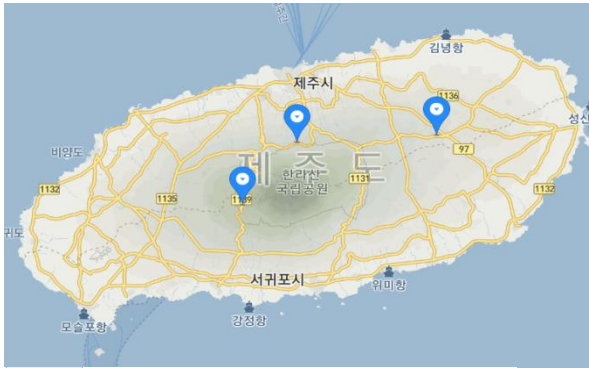 김녕항
제주시
1136
성산
비양도
97
제 주 도
한라산
국립공원
1131
1132
1135
1139
1132
귀도
서귀포시
위미항
강정항
모슬포항